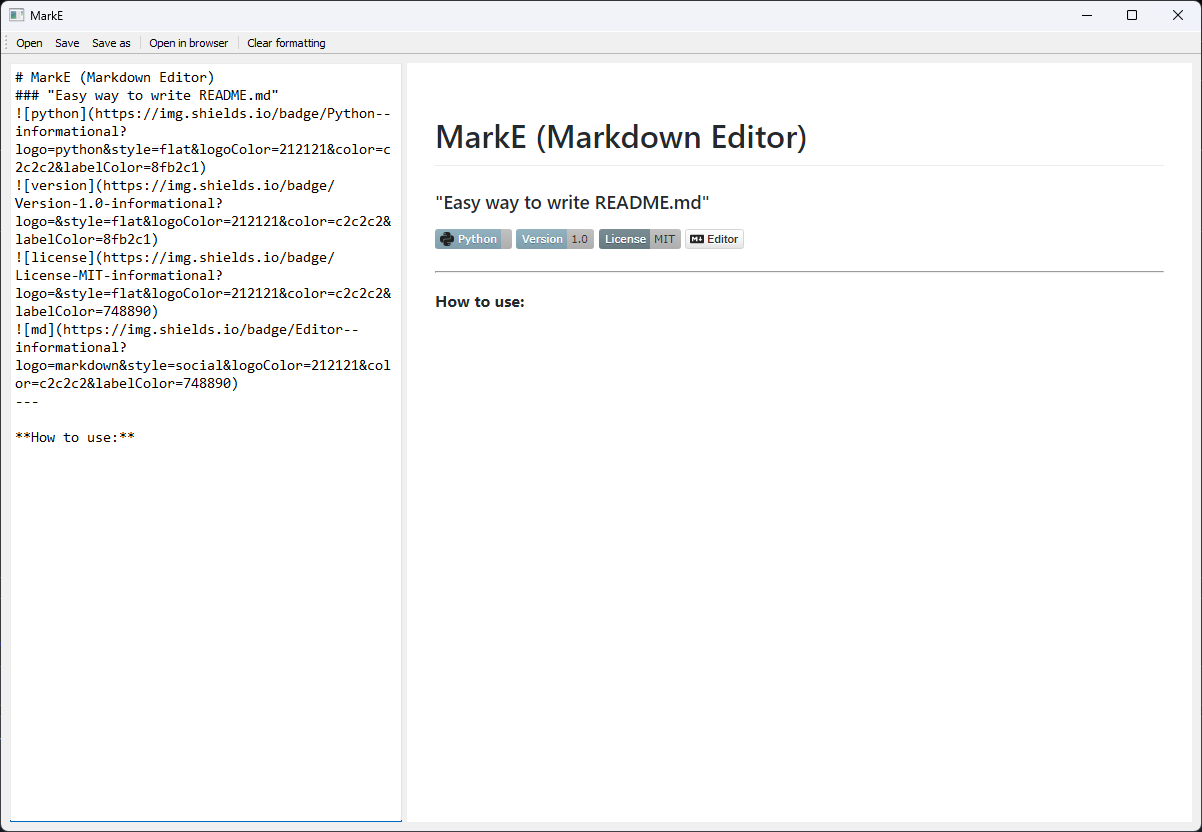 MarkE
Open Save Save as Open in browser Clear formatting
# MarkE (Markdown Editor)
### "Easy way to write README.md"
![python](https://img.shields.io/badge/Python--
informational?
logo=python&style=flat&logoColor=212121&color=c
2c2c2&labelColor=8fb2c1)
![version](https://img.shields.io/badge/
Version-1.0-informational?
logo=&style=flat&logoColor=212121&color=c2c2c2&
labelColor=8fb2c1)
![license](https://img.shields.io/badge/
License-MIT-informational?
logo=&style=flat&logoColor=212121&color=c2c2c2&
labelColor=748890)
![md](https://img.shields.io/badge/Editor--
informational?
logo=markdown&style=social&logoColor=212121&col
or=c2c2c2&labelColor=748890)
---
**How to use:**
MarkE (Markdown Editor)
"Easy way to write README.md"
Python Version 1.0 License MIT Editor
How to use: